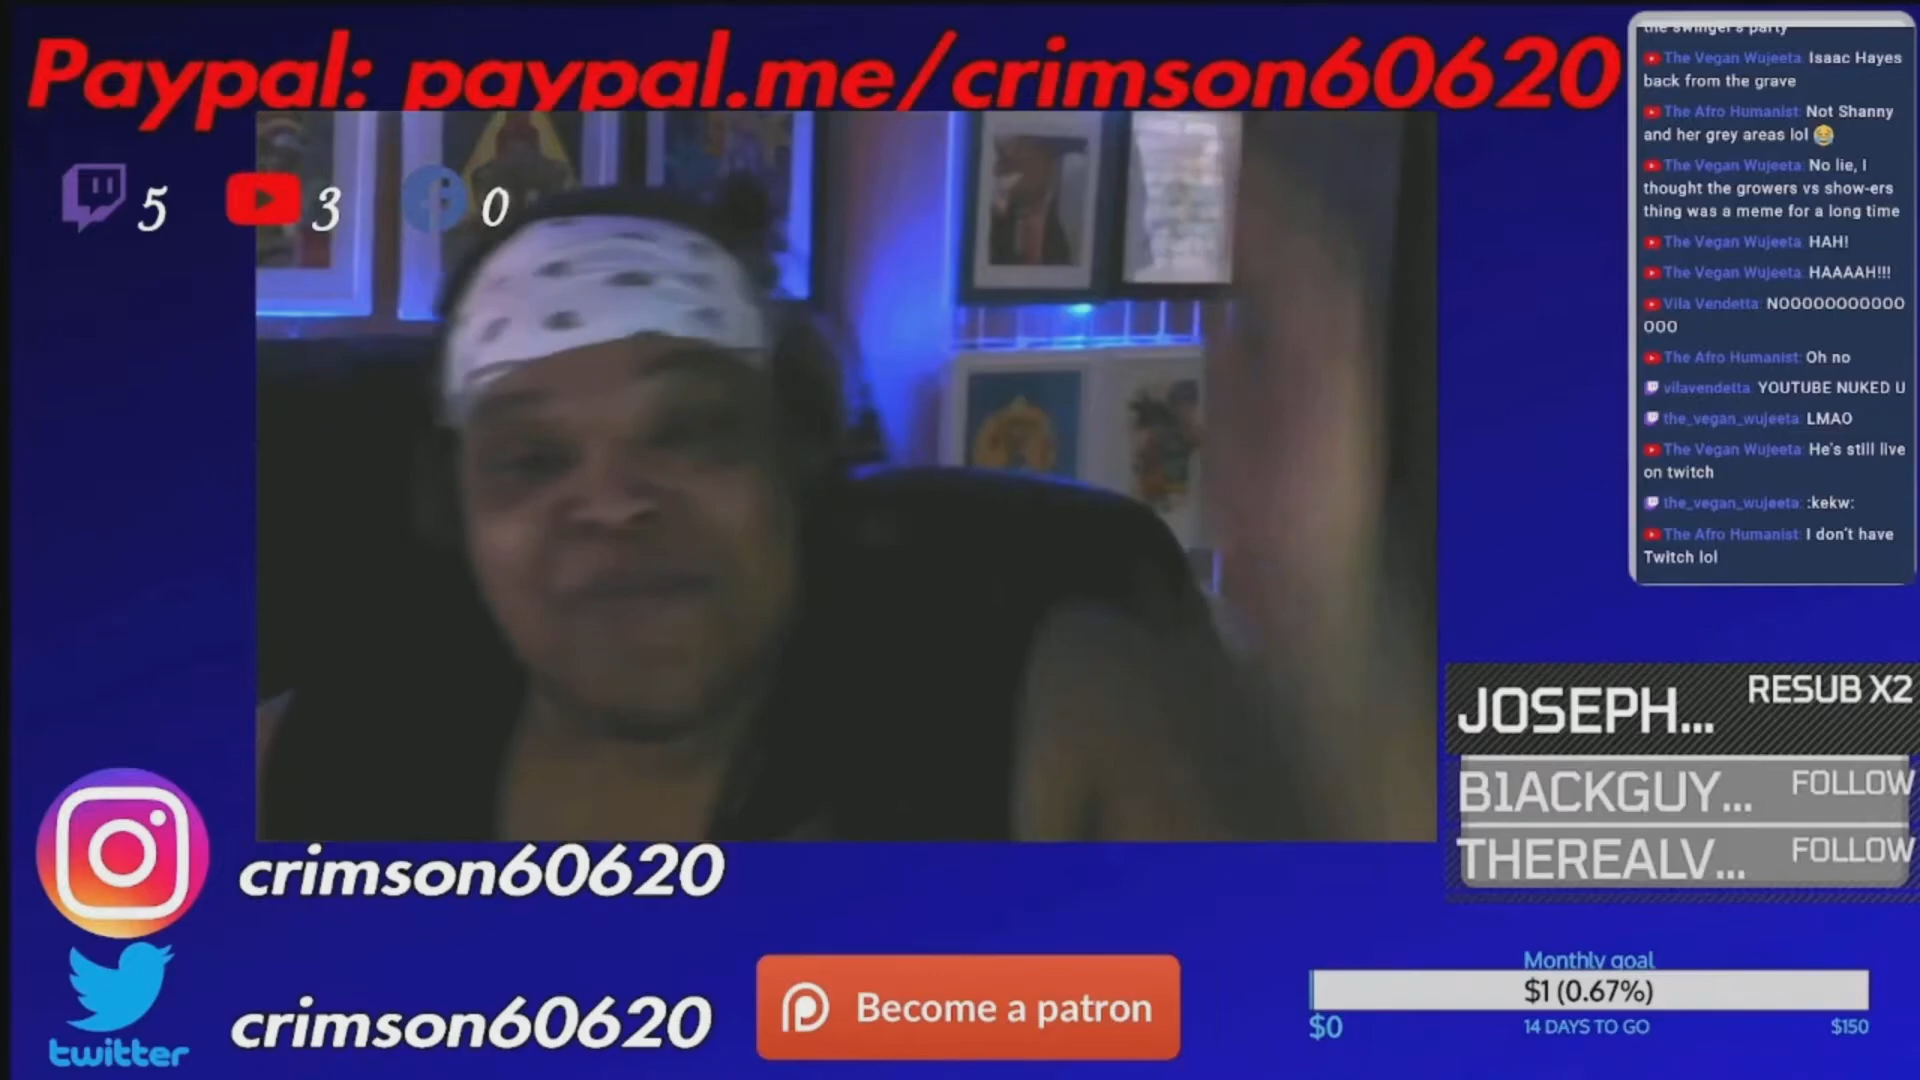 Paypal: paypal.me/crimson60620
5
3
0
the swinger's party
The Vegan Wujeeta: Isaac Hayes
back from the grave
The Afro Humanist: Not Shanny
and her grey areas lol 😂
The Vegan Wujeeta: No lie, I
thought the growers vs show-ers
thing was a meme for a long time
The Vegan Wujeeta: HAH!
The Vegan Wujeeta: HAAAAH!!!
Vila Vendetta: NOOOOOOOOOOO
OOO
The Afro Humanist: Oh no
vilavendetta: YOUTUBE NUKED U
the_vegan_wujeeta: LMAO
The Vegan Wujeeta: He's still live
on twitch
the_vegan_wujeeta: :kekw:
The Afro Humanist: I don't have
Twitch lol
JOSEPH... RESUB X2
B1ACKGUY... FOLLOW
THEREALV... FOLLOW
crimson60620
twitter
crimson60620
Become a patron
Monthly goal
$1 (0.67%)
$0 14 DAYS TO GO $150